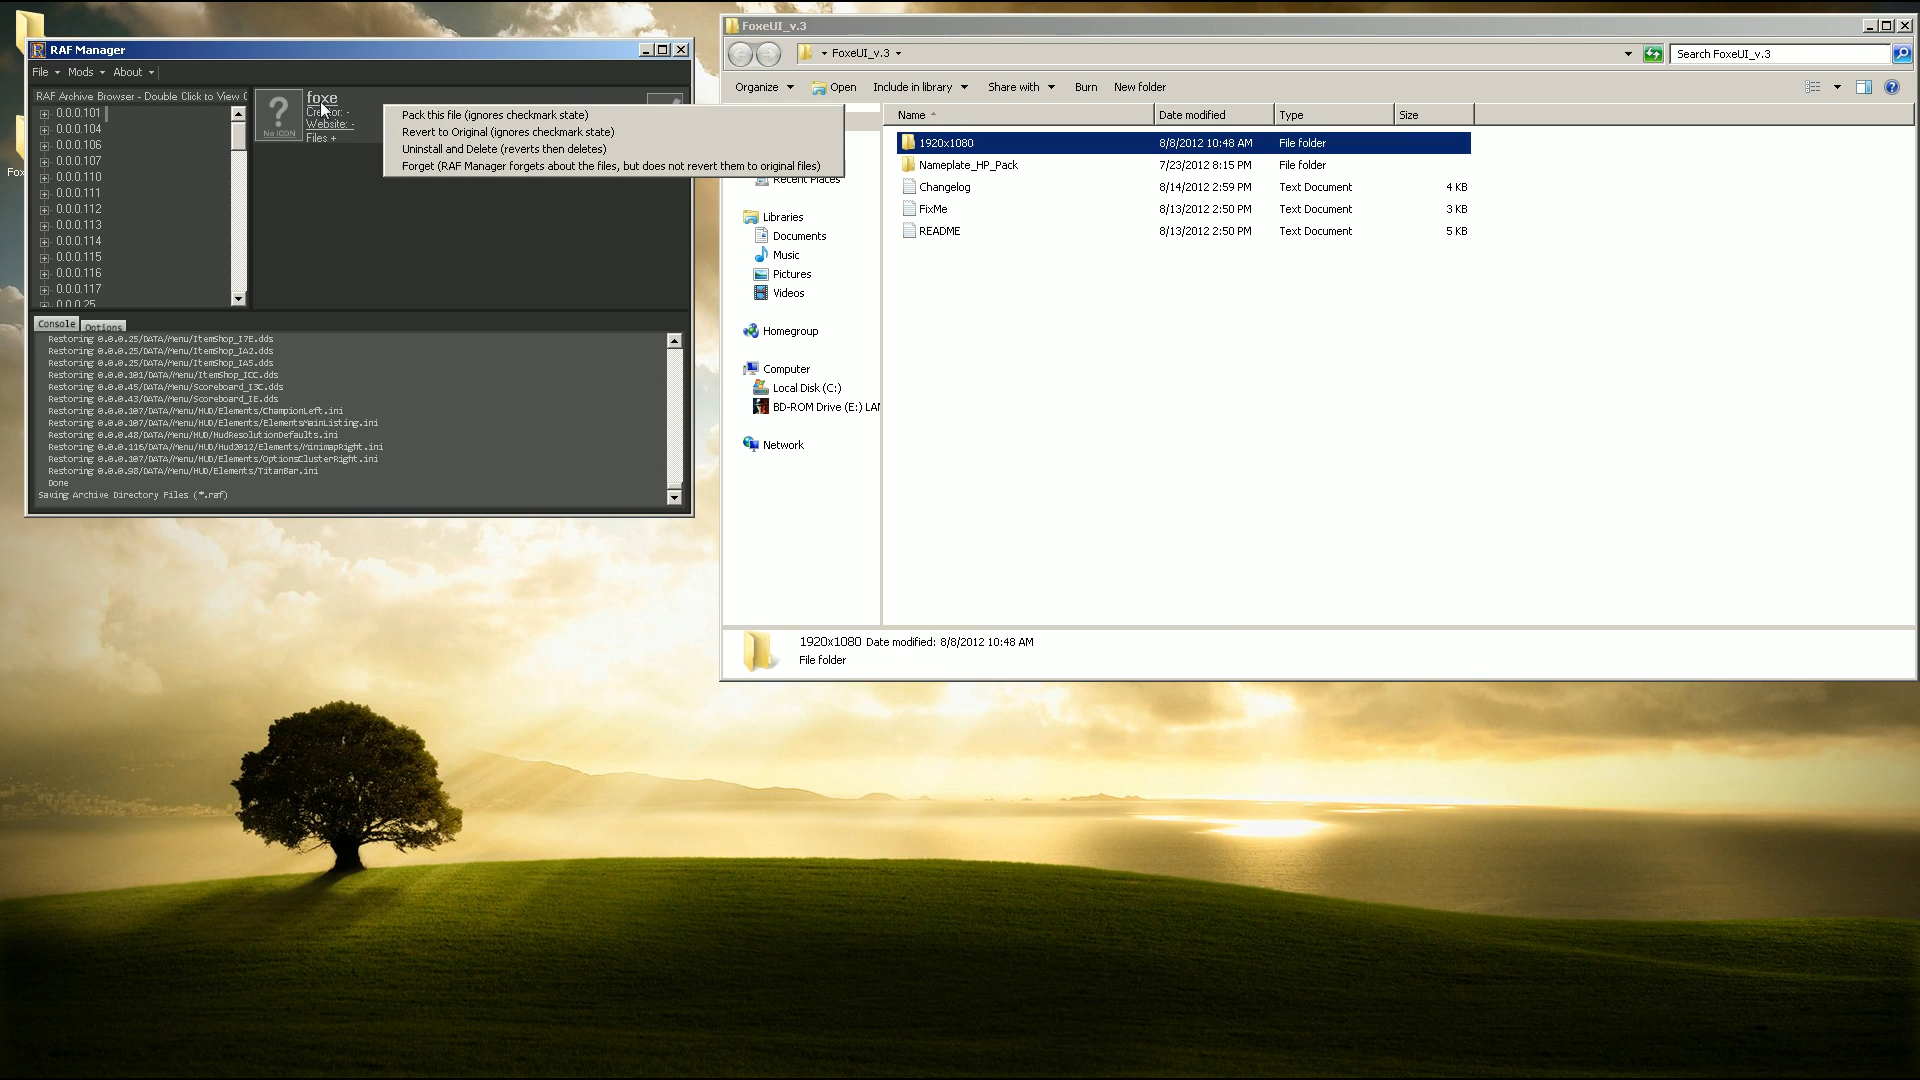 RAF Manager
File Mods About
RAF Archive Browser - Double Click to View
0.0.0.101
0.0.0.104
0.0.0.106
0.0.0.107
0.0.0.110
0.0.0.111
0.0.0.112
0.0.0.113
0.0.0.114
0.0.0.115
0.0.0.116
0.0.0.117
0.0.0.25
?
No ICON
foxe
Creator: -
Website: -
Files +
Pack this file (ignores checkmark state)
Revert to Original (ignores checkmark state)
Uninstall and Delete (reverts then deletes)
Forget (RAF Manager forgets about the files, but does not revert them to original files)
Console Options
Restoring 0.0.0.25/DATA/Menu/ItemShop_I7E.dds
Restoring 0.0.0.25/DATA/Menu/ItemShop_IA2.dds
Restoring 0.0.0.25/DATA/Menu/ItemShop_IA5.dds
Restoring 0.0.0.101/DATA/Menu/ItemShop_ICC.dds
Restoring 0.0.0.45/DATA/Menu/Scoreboard_I3C.dds
Restoring 0.0.0.43/DATA/Menu/Scoreboard_IE.dds
Restoring 0.0.0.107/DATA/Menu/HUD/Elements/ChampionLeft.ini
Restoring 0.0.0.107/DATA/Menu/HUD/Elements/ElementsMainListing.ini
Restoring 0.0.0.48/DATA/Menu/HUD/HudResolutionDefaults.ini
Restoring 0.0.0.116/DATA/Menu/HUD/Hud2012/Elements/MinimapRight.ini
Restoring 0.0.0.107/DATA/Menu/HUD/Elements/OptionsClusterRight.ini
Restoring 0.0.0.98/DATA/Menu/HUD/Elements/TitanBar.ini
Done
Saving Archive Directory Files (*.raf)
Fox
FoxeUI_v.3
FoxeUI_v.3
Search FoxeUI_v.3
Organize Open Include in library Share with Burn New folder
Recent Places
Libraries
Documents
Music
Pictures
Videos
Homegroup
Computer
Local Disk (C:)
BD-ROM Drive (E:) LAN
Network
Name Date modified Type Size
1920x1080 8/8/2012 10:48 AM File folder
Nameplate_HP_Pack 7/23/2012 8:15 PM File folder
Changelog 8/14/2012 2:59 PM Text Document 4 KB
FixMe 8/13/2012 2:50 PM Text Document 3 KB
README 8/13/2012 2:50 PM Text Document 5 KB
1920x1080 Date modified: 8/8/2012 10:48 AM
File folder